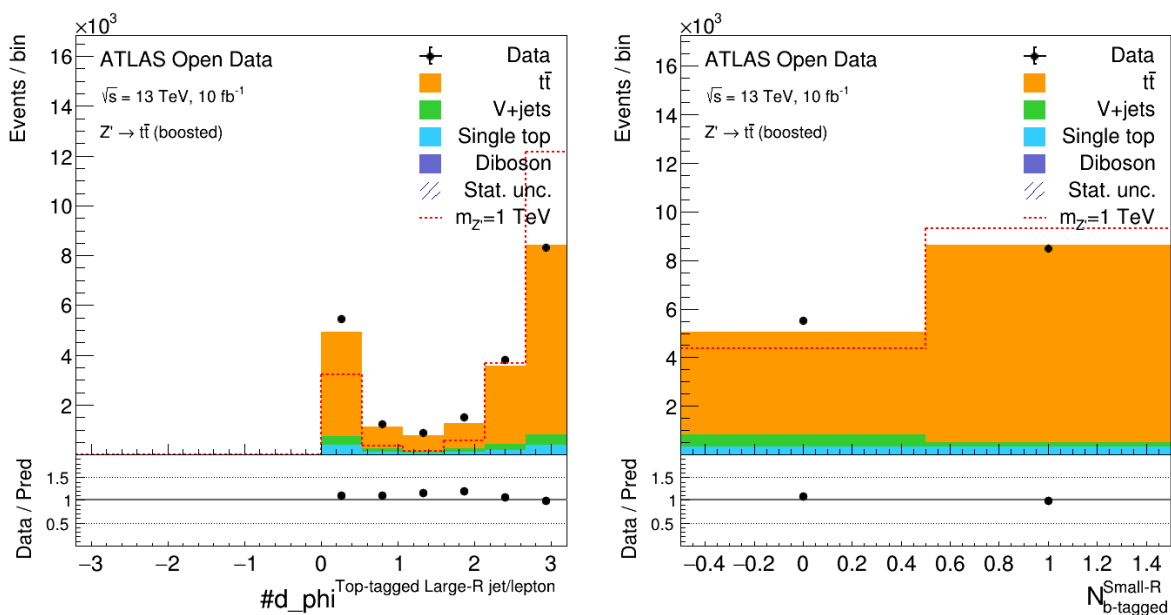 ×10³
Events / bin
16
14
12
10
8
6
4
2
ATLAS Open Data
√s = 13 TeV, 10 fb⁻¹
Z' → tt̄ (boosted)
Data
tt̄
V+jets
Single top
Diboson
Stat. unc.
m_Z'=1 TeV
Data / Pred
1.5
1
0.5
−3 −2 −1 0 1 2 3
#d_phi^Top-tagged Large-R jet/lepton
×10³
Events / bin
16
14
12
10
8
6
4
2
ATLAS Open Data
√s = 13 TeV, 10 fb⁻¹
Z' → tt̄ (boosted)
Data
tt̄
V+jets
Single top
Diboson
Stat. unc.
m_Z'=1 TeV
Data / Pred
1.5
1
0.5
−0.4 −0.2 0 0.2 0.4 0.6 0.8 1 1.2 1.4
N^Small-R_b-tagged